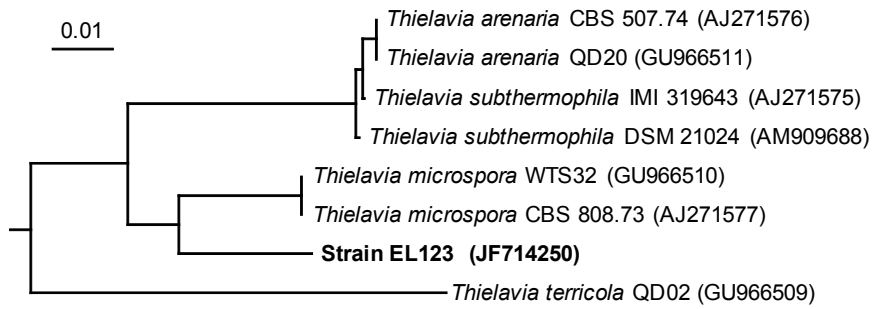 0.01
Thielavia arenaria CBS 507.74 (AJ271576)
Thielavia arenaria QD20 (GU966511)
Thielavia subthermophila IMI 319643 (AJ271575)
Thielavia subthermophila DSM 21024 (AM909688)
Thielavia microspora WTS32 (GU966510)
Thielavia microspora CBS 808.73 (AJ271577)
Strain EL123 (JF714250)
Thielavia terricola QD02 (GU966509)